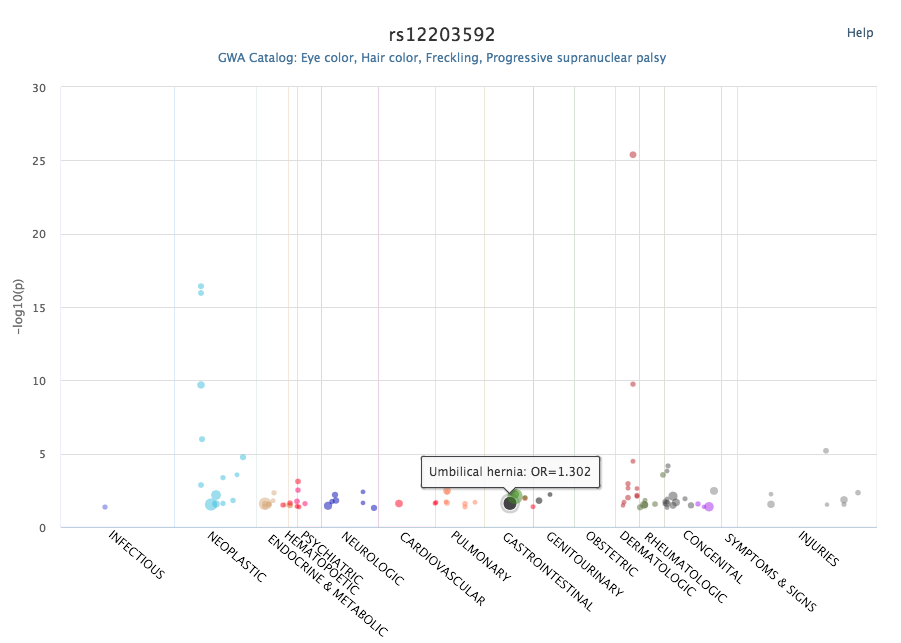 rs12203592
Help
GWA Catalog: Eye color, Hair color, Freckling, Progressive supranuclear palsy
30
25
20
15
10
5
0
-log10(p)
Umbilical hernia: OR=1.302
INFECTIOUS
NEOPLASTIC
ENDOCRINE & METABOLIC
HEMATOPOETIC
PSYCHIATRIC
NEUROLOGIC
CARDIOVASCULAR
PULMONARY
GASTROINTESTINAL
GENITOURINARY
OBSTETRIC
DERMATOLOGIC
RHEUMATOLOGIC
CONGENITAL
SYMPTOMS & SIGNS
INJURIES